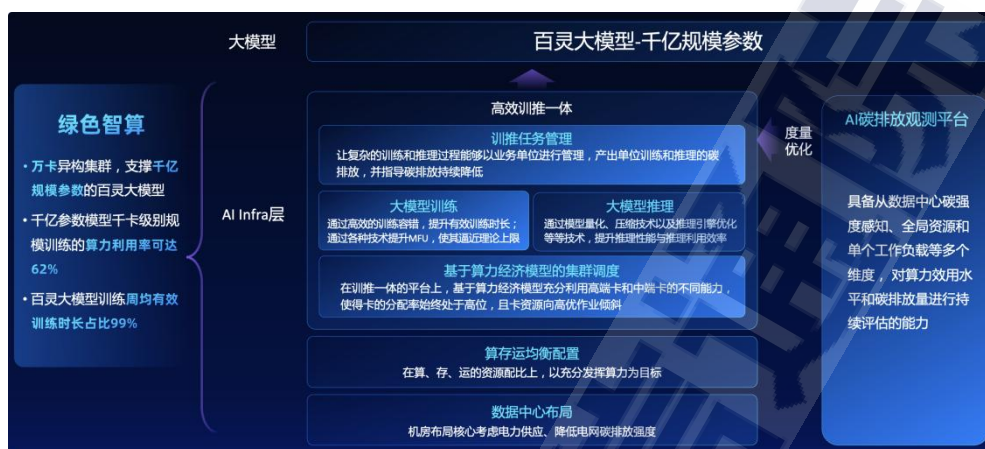 大模型
百灵大模型-千亿规模参数
绿色智算
• 万卡异构集群，支撑千亿
规模参数的百灵大模型
• 千亿参数模型千卡级别规
模训练的算力利用率可达
62%
• 百灵大模型训练周均有效
训练时长占比99%
AI Infra层
高效训推一体
训推任务管理
让复杂的训练和推理过程能够以业务单位进行管理，产出单位训练和推理的碳
排放，并指导碳排放持续降低
大模型训练
通过高效的训练容错，提升有效训练时长；
通过各种技术提升MFU，使其逼近理论上限
大模型推理
通过模型量化、压缩技术以及推理引擎优化
等等技术，提升推理性能与推理利用效率
基于算力经济模型的集群调度
在训推一体的平台上，基于算力经济模型充分利用高端卡和中端卡的不同能力，
使得卡的分配率始终处于高位，且卡资源向高优作业倾斜
算存运均衡配置
在算、存、运的资源配比上，以充分发挥算力为目标
数据中心布局
机房布局核心考虑电力供应、降低电网碳排放强度
度量
优化
AI碳排放观测平台
具备从数据中心碳强
度感知、全局资源和
单个工作负载等多个
维度，对算力效用水
平和碳排放量进行持
续评估的能力